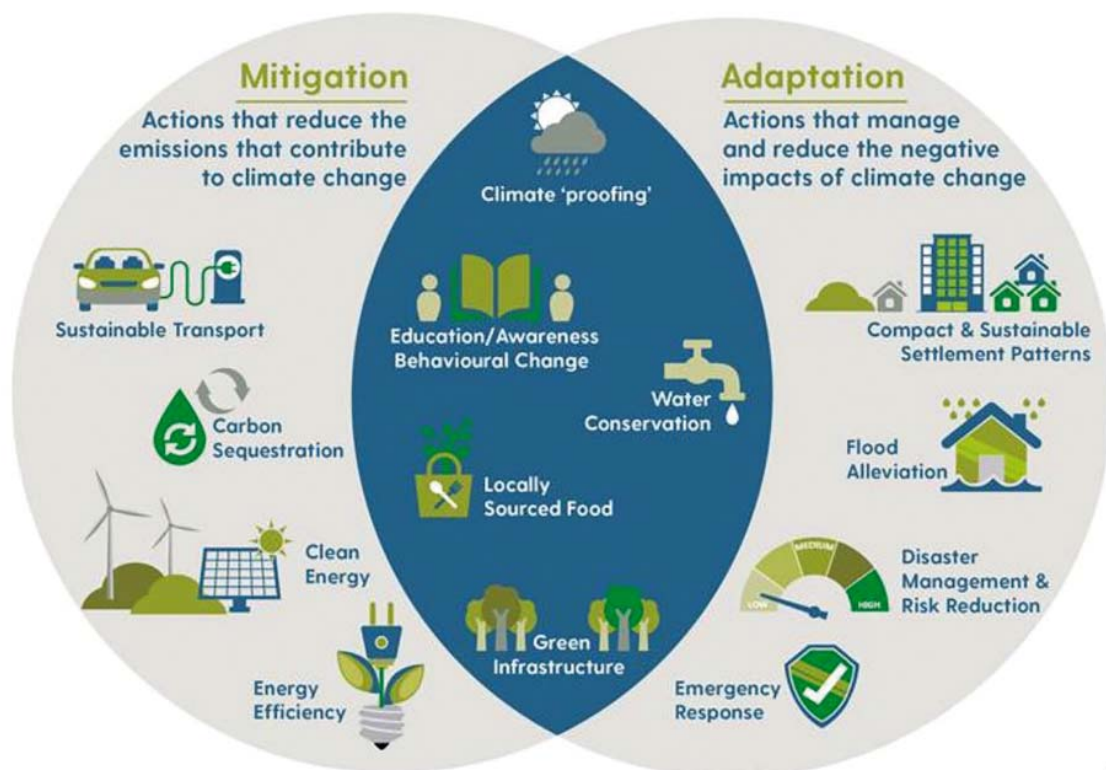 Mitigation
Actions that reduce the
emissions that contribute
to climate change
Sustainable Transport
Carbon
Sequestration
Clean
Energy
Energy
Efficiency
Climate ‘proofing’
Education/Awareness
Behavioural Change
Water
Conservation
Locally
Sourced Food
Green
Infrastructure
Adaptation
Actions that manage
and reduce the negative
impacts of climate change
Compact & Sustainable
Settlement Patterns
Flood
Alleviation
LOW
MEDIUM
HIGH
Disaster
Management &
Risk Reduction
Emergency
Response